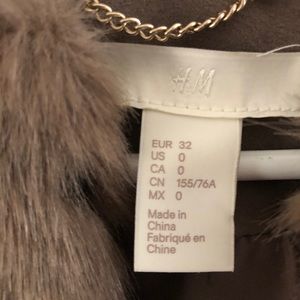 H&M
EUR 32
US 0
CA 0
CN 155/76A
MX 0
Made in
China
Fabriqué en
Chine